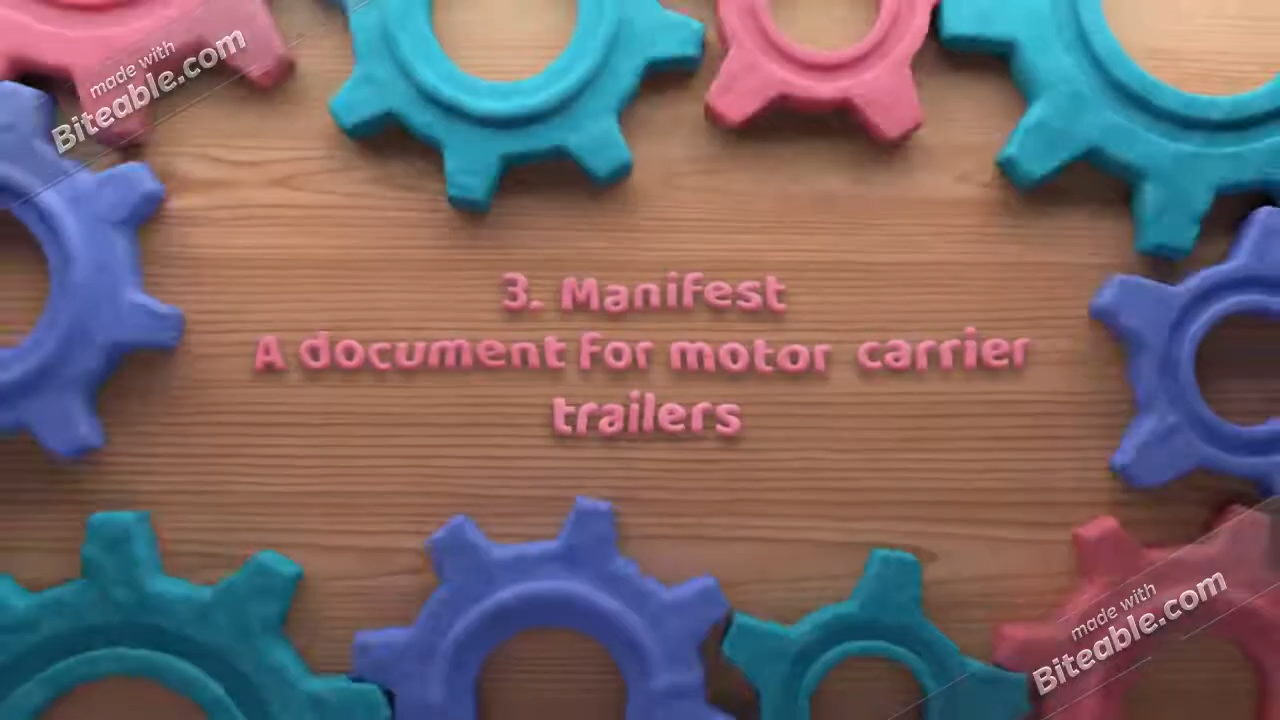 made with
Biteable.com
3. Manifest
A document for motor carrier
trailers
made with
Biteable.com